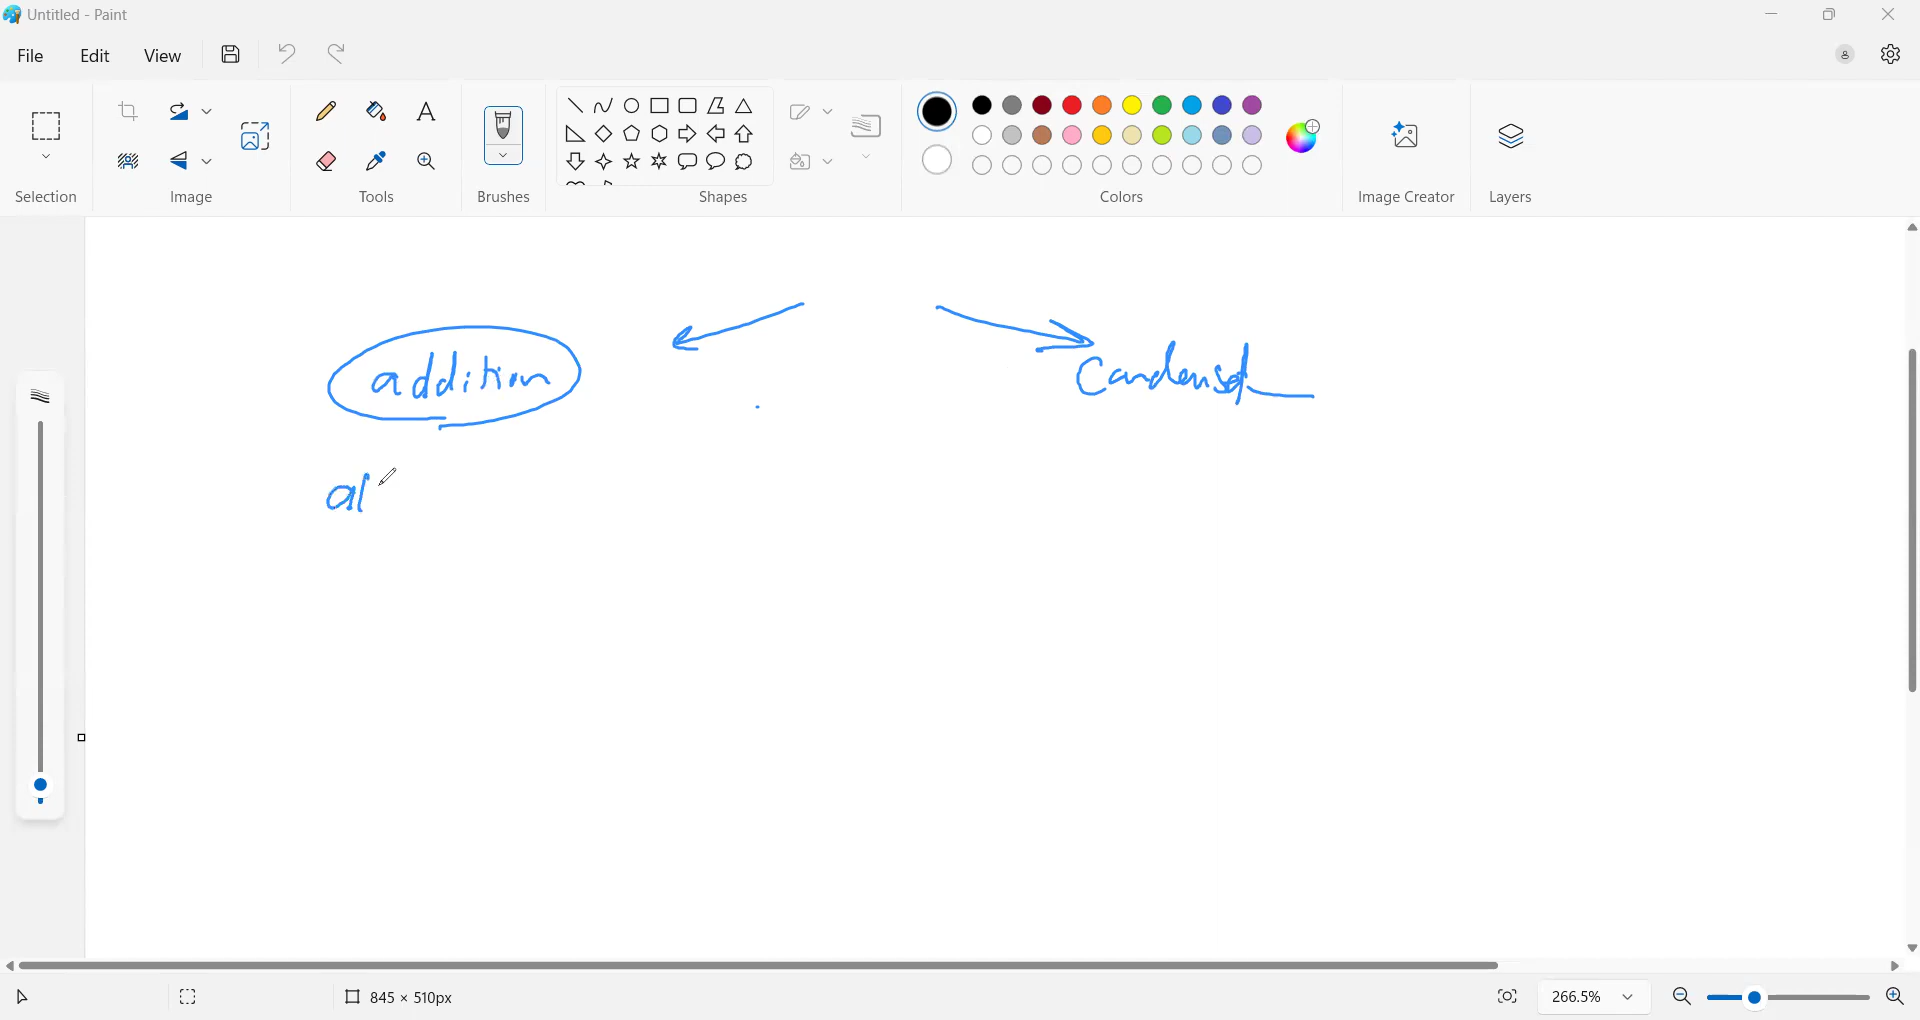 Untitled - Paint
File Edit View
Selection Image Tools Brushes Shapes Colors Image Creator Layers
addition
Condensed
al
845 × 510px 266.5%